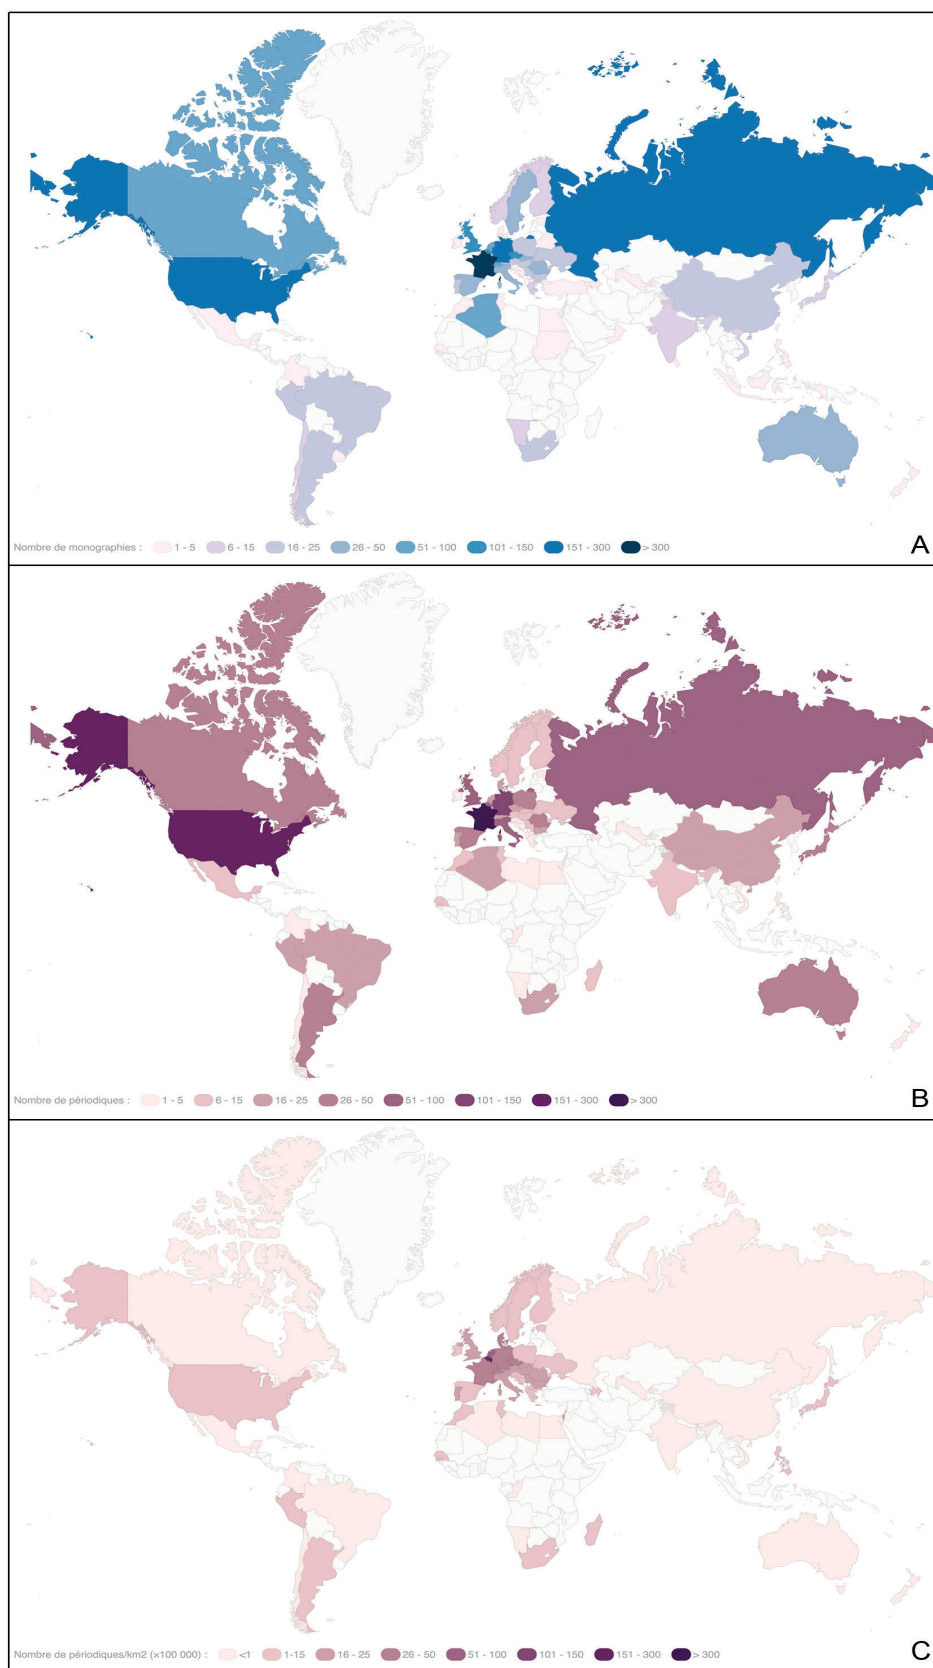 A
Nombre de monographies : 1 - 5 6 - 15 16 - 25 26 - 50 51 - 100 101 - 150 151 - 300 > 300
B
Nombre de périodiques : 1 - 5 6 - 15 16 - 25 26 - 50 51 - 100 101 - 150 151 - 300 > 300
C
Nombre de périodiques/km2 (×100 000) : <1 1-15 16 - 25 26 - 50 51 - 100 101 - 150 151 - 300 > 300